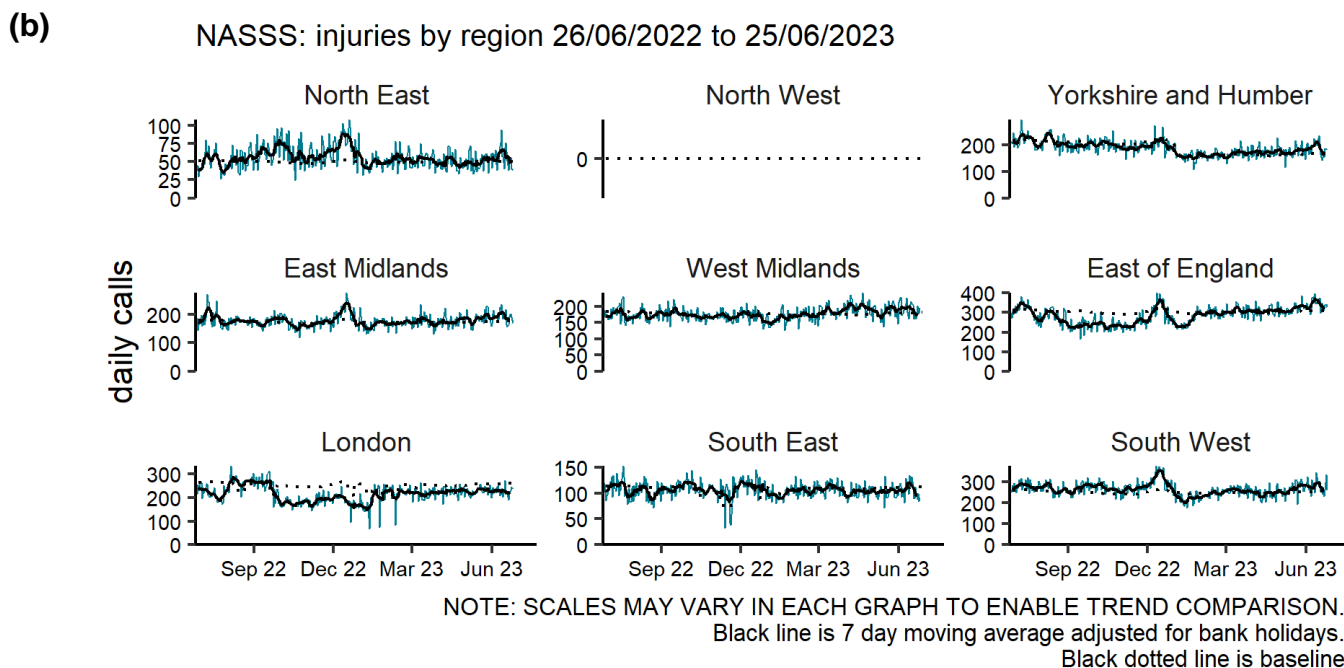 (b)
NASSS: injuries by region 26/06/2022 to 25/06/2023
North East
100
75
50
25
0
North West
0
Yorkshire and Humber
200
100
0
daily calls
East Midlands
200
100
0
West Midlands
200
150
100
50
0
East of England
400
300
200
100
0
London
300
200
100
0
Sep 22 Dec 22 Mar 23 Jun 23
South East
150
100
50
0
Sep 22 Dec 22 Mar 23 Jun 23
South West
300
200
100
0
Sep 22 Dec 22 Mar 23 Jun 23
NOTE: SCALES MAY VARY IN EACH GRAPH TO ENABLE TREND COMPARISON.
Black line is 7 day moving average adjusted for bank holidays.
Black dotted line is baseline